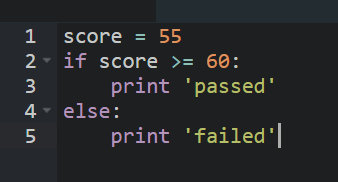 1 score = 55
2 if score >= 60:
3     print 'passed'
4 else:
5     print 'failed'